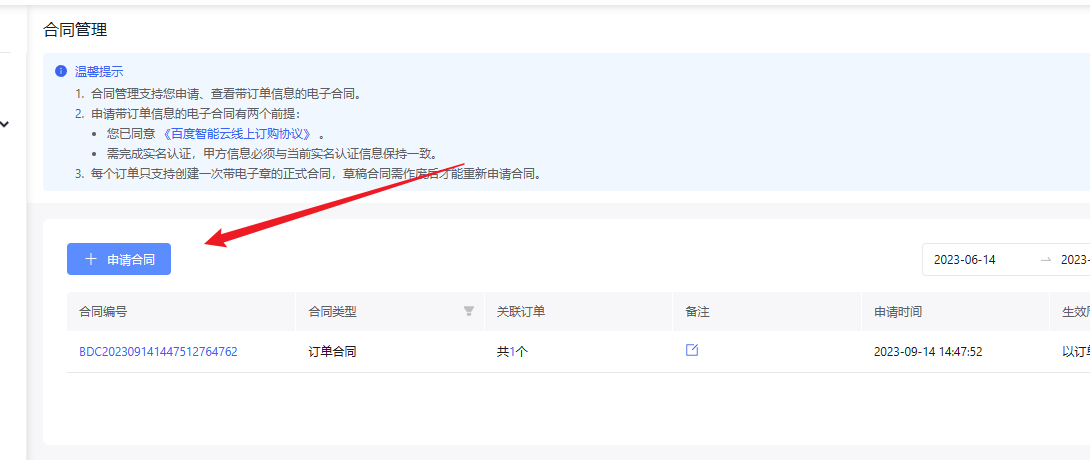 合同管理
温馨提示
1. 合同管理支持您申请、查看带订单信息的电子合同。
2. 申请带订单信息的电子合同有两个前提：
• 您已同意 《百度智能云线上订购协议》 。
• 需完成实名认证，甲方信息必须与当前实名认证信息保持一致。
3. 每个订单只支持创建一次带电子章的正式合同，草稿合同需作废后才能重新申请合同。
申请合同 2023-06-14 → 2023-
合同编号 合同类型 关联订单 备注 申请时间 生效
BDC202309141447512764762 订单合同 共1个 2023-09-14 14:47:52 以订单